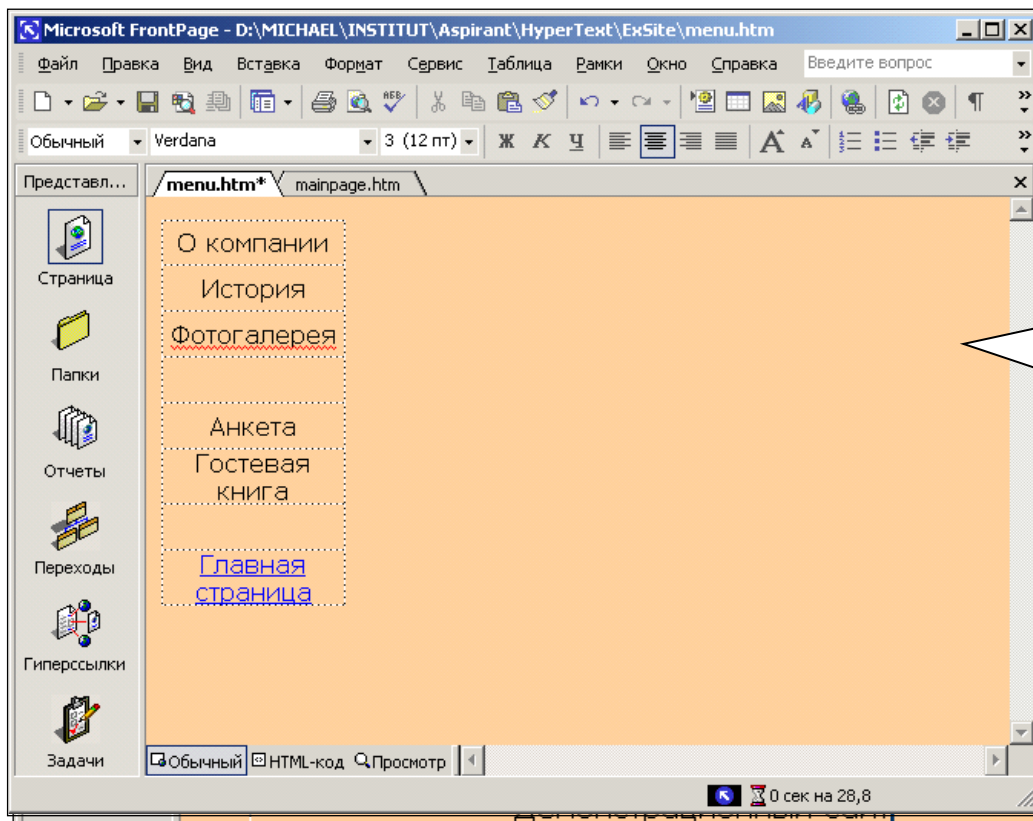 Microsoft FrontPage - D:\MICHAEL\INSTITUT\Aspirant\HyperText\ExSite\menu.htm
Файл Правка Вид Вставка Формат Сервис Таблица Рамки Окно Справка Введите вопрос
Обычный Verdana 3 (12 пт) Ж К Ч
Представл... menu.htm* mainpage.htm
О компании
История
Фотогалерея
Анкета
Гостевая
книга
Главная
страница
Страница
Папки
Отчеты
Переходы
Гиперссылки
Задачи
Обычный HTML-код Просмотр
0 сек на 28,8